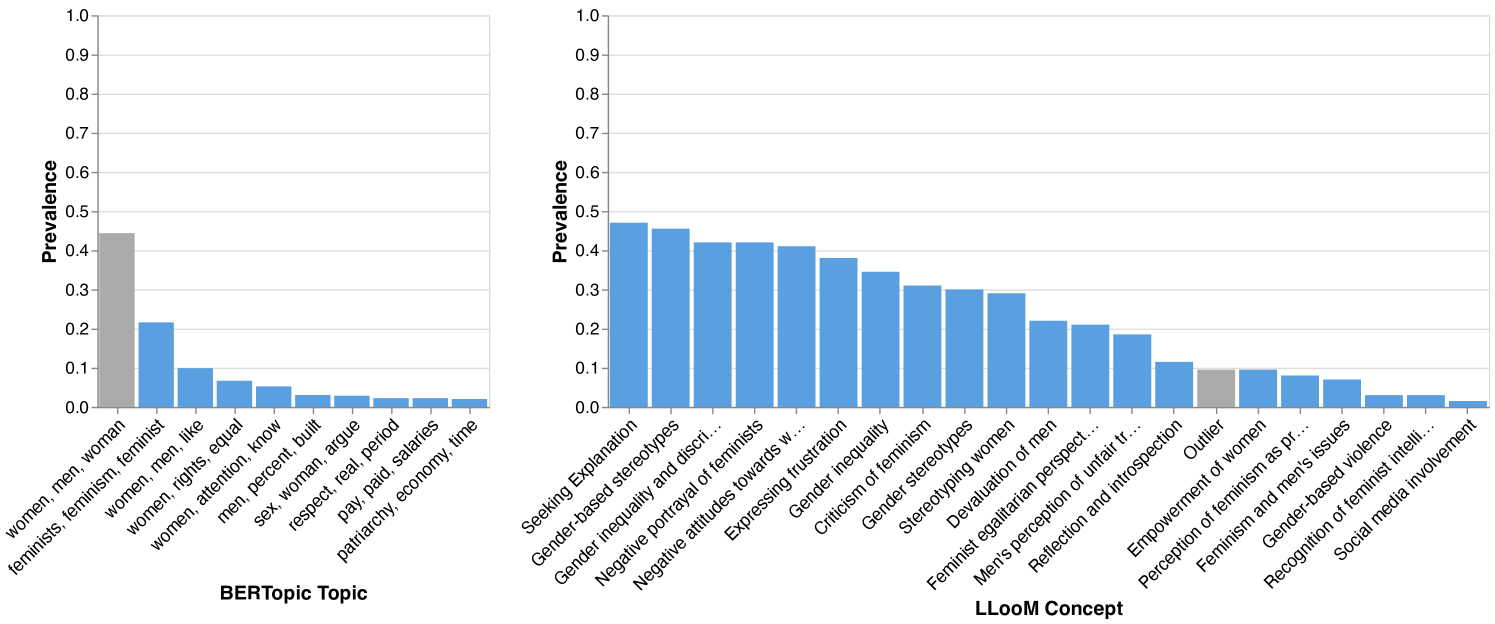 1.0
0.9
0.8
0.7
0.6
0.5
0.4
0.3
0.2
0.1
0.0
Prevalence
women, men, woman
feminists, feminism, feminist
women, men, like
women, rights, equal
women, attention, know
men, percent, built
sex, woman, argue
respect, real, period
pay, paid, salaries
patriarchy, economy, time
BERTopic Topic
1.0
0.9
0.8
0.7
0.6
0.5
0.4
0.3
0.2
0.1
0.0
Prevalence
Seeking Explanation
Gender-based stereotypes
Gender inequality and discri…
Negative portrayal of feminists
Negative attitudes towards w…
Expressing frustration
Gender inequality
Criticism of feminism
Gender stereotypes
Stereotyping women
Devaluation of men
Feminist egalitarian perspect…
Men's perception of unfair tr…
Reflection and introspection
Outlier
Empowerment of women
Perception of feminism as pr…
Feminism and men's issues
Gender-based violence
Recognition of feminist intelli…
Social media involvement
LLooM Concept